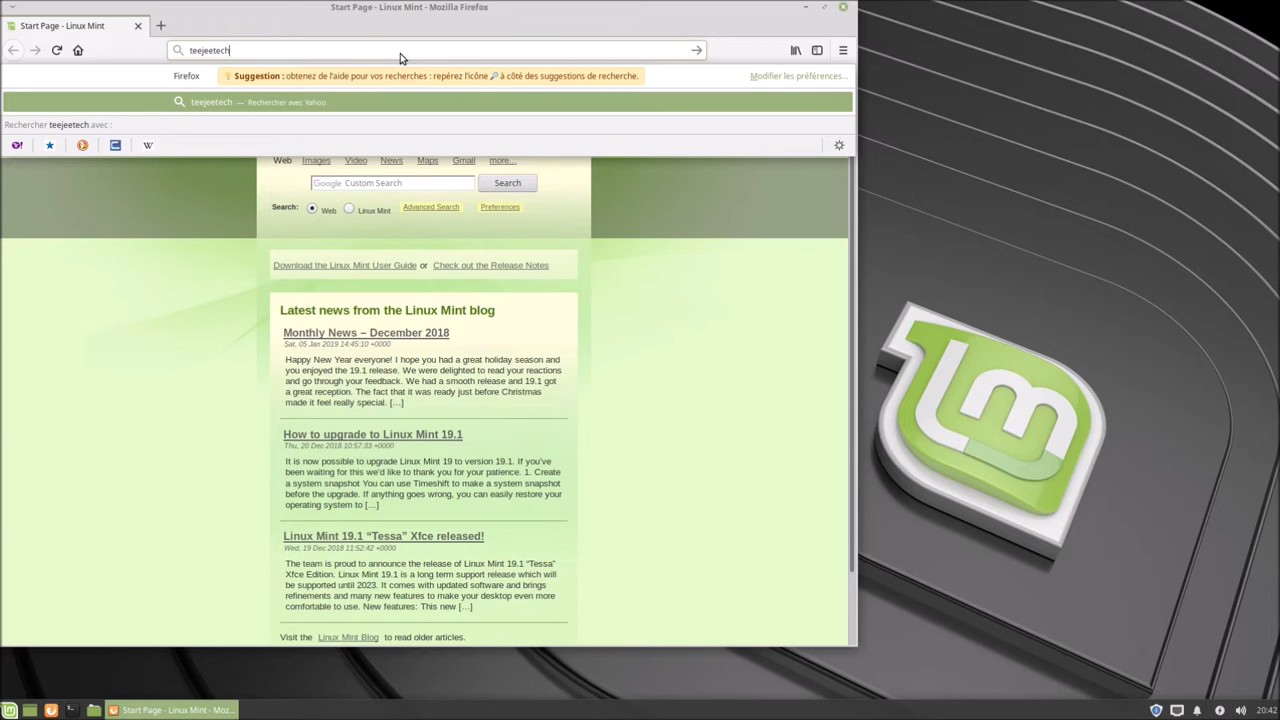 Start Page - Linux Mint - Mozilla Firefox
Start Page - Linux Mint
teejeetech
Firefox
Suggestion : obtenez de l'aide pour vos recherches : repérez l'icône à côté des suggestions de recherche.
Modifier les préférences...
teejeetech — Rechercher avec Yahoo
Rechercher teejeetech avec :
Y!
W
Web Images Video News Maps Gmail more...
Google Custom Search Search
Search: Web Linux Mint Advanced Search Preferences
Download the Linux Mint User Guide or Check out the Release Notes
Latest news from the Linux Mint blog
Monthly News – December 2018
Sat, 05 Jan 2019 14:45:10 +0000
Happy New Year everyone! I hope you had a great holiday season and
you enjoyed the 19.1 release. We were delighted to read your reactions
and go through your feedback. We had a smooth release and 19.1 got
a great reception. The fact that it was ready just before Christmas
made it feel really special. […]
How to upgrade to Linux Mint 19.1
Thu, 20 Dec 2018 10:57:33 +0000
It is now possible to upgrade Linux Mint 19 to version 19.1. If you've
been waiting for this we'd like to thank you for your patience. 1. Create
a system snapshot You can use Timeshift to make a system snapshot
before the upgrade. If anything goes wrong, you can easily restore your
operating system to […]
Linux Mint 19.1 “Tessa” Xfce released!
Wed, 19 Dec 2018 11:52:42 +0000
The team is proud to announce the release of Linux Mint 19.1 “Tessa”
Xfce Edition. Linux Mint 19.1 is a long term support release which will
be supported until 2023. It comes with updated software and brings
refinements and many new features to make your desktop even more
comfortable to use. New features: This new […]
Visit the Linux Mint Blog to read older articles.
Start Page - Linux Mint - Moz...
20:42